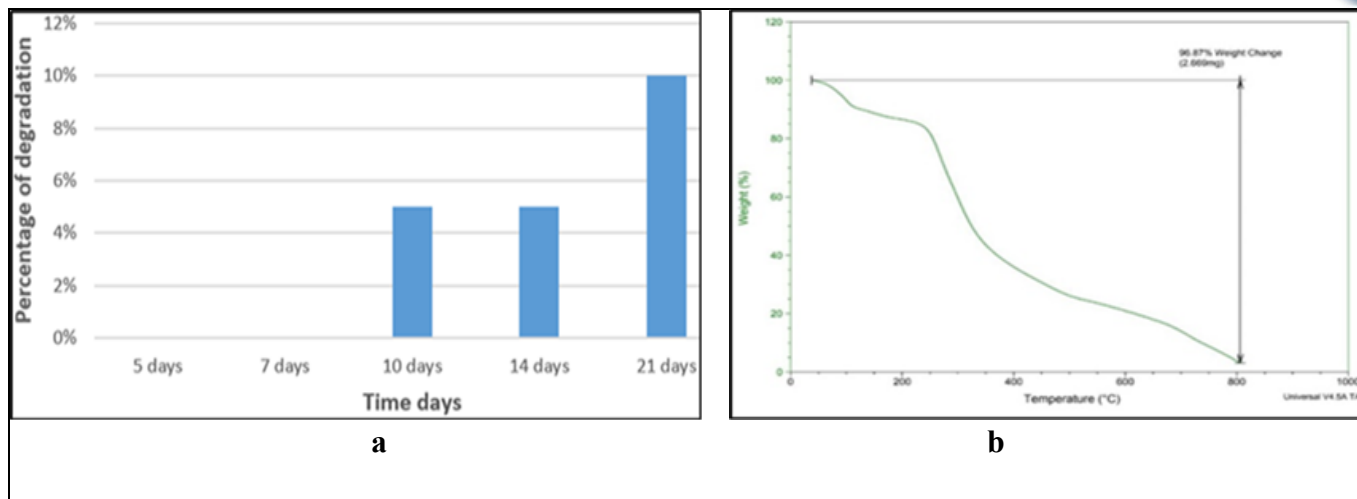 12%
10%
8%
6%
4%
2%
0%
Percentage of degradation
5 days
7 days
10 days
14 days
21 days
Time days
a
120
100
80
60
40
20
0
Weight (%)
96.87% Weight Change
(2.669mg)
0
200
400
600
800
1000
Temperature (°C)
Universal V4.5A TA
b